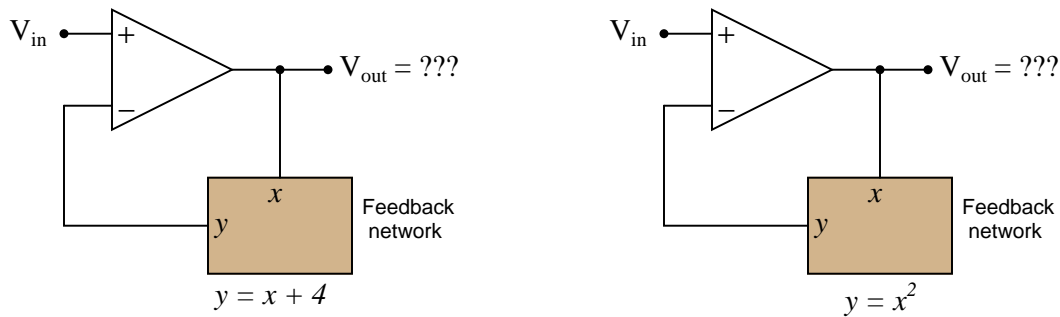 V_in + V_out = ???
−
x
y Feedback network
y = x + 4
V_in + V_out = ???
−
x
y Feedback network
y = x²